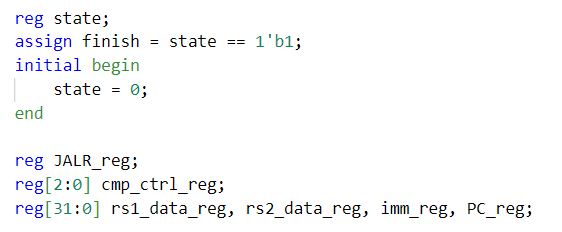 reg state;
assign finish = state == 1'b1;
initial begin
    state = 0;
end

reg JALR_reg;
reg[2:0] cmp_ctrl_reg;
reg[31:0] rs1_data_reg, rs2_data_reg, imm_reg, PC_reg;